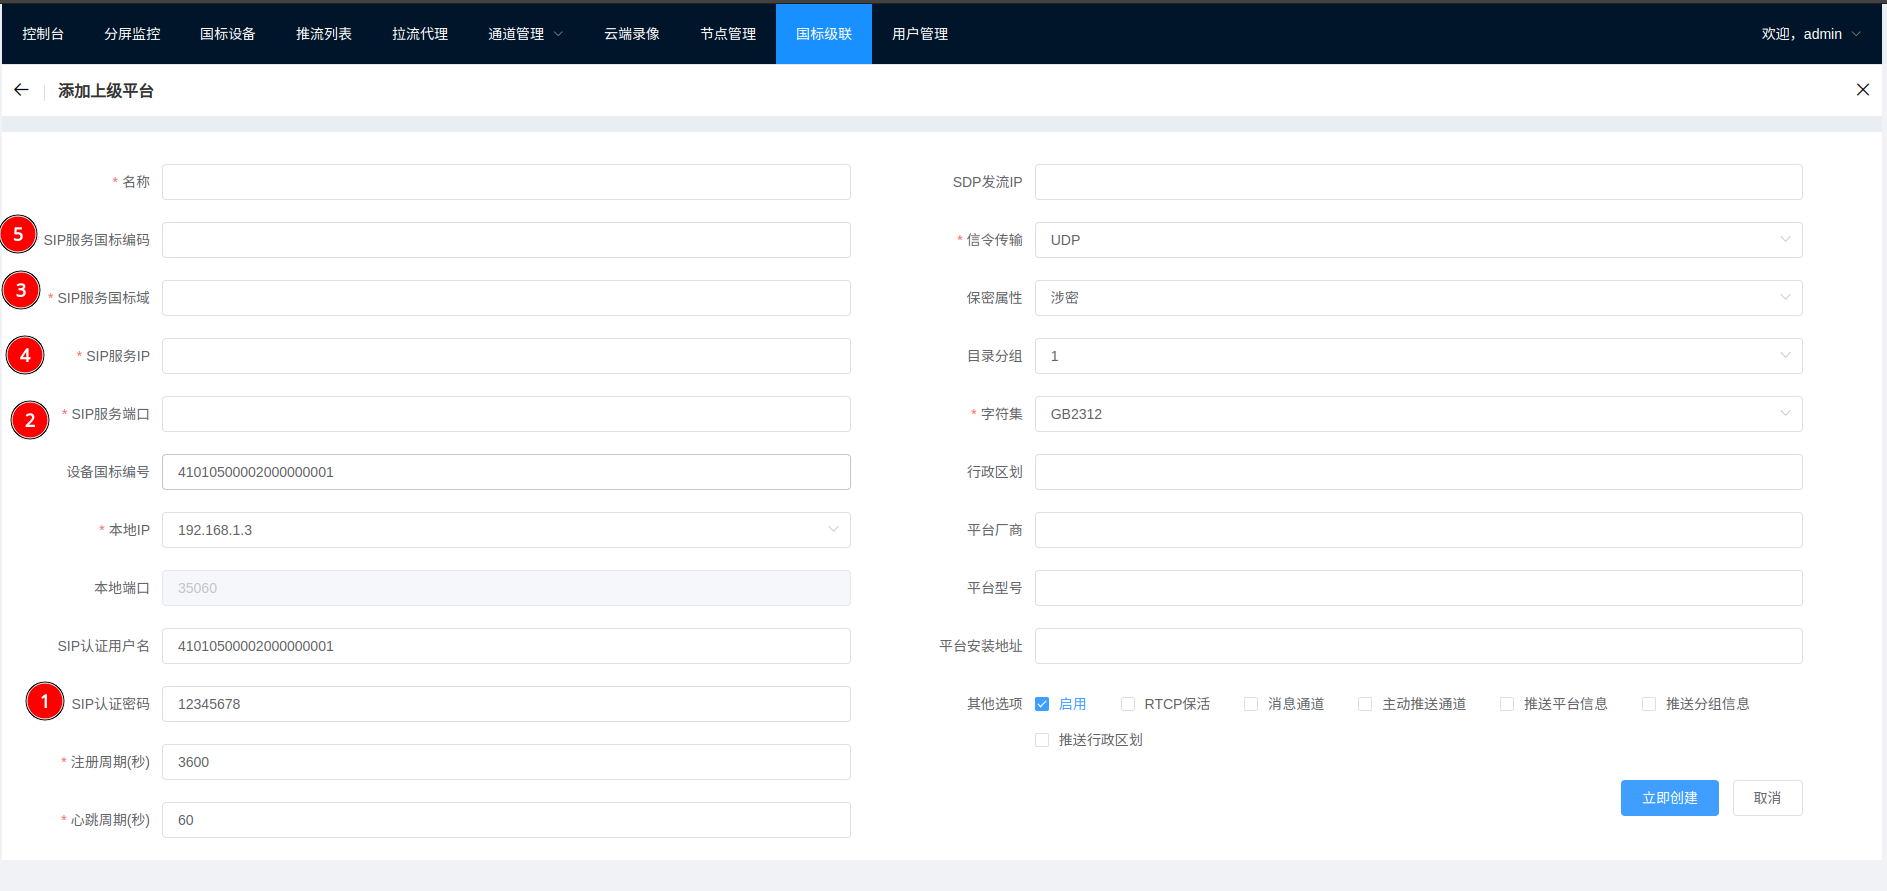 控制台 分屏监控 国标设备 推流列表 拉流代理 通道管理 云端录像 节点管理 国标级联 用户管理 欢迎，admin
添加上级平台
* 名称
5 SIP服务国标编码
3 * SIP服务国标域
4 * SIP服务IP
2 * SIP服务端口
设备国标编号 41010500002000000001
* 本地IP 192.168.1.3
本地端口 35060
SIP认证用户名 41010500002000000001
1 SIP认证密码 12345678
* 注册周期(秒) 3600
* 心跳周期(秒) 60
SDP发流IP
* 信令传输 UDP
保密属性 涉密
目录分组 1
* 字符集 GB2312
行政区划
平台厂商
平台型号
平台安装地址
其他选项 启用 RTCP保活 消息通道 主动推送通道 推送平台信息 推送分组信息
推送行政区划
立即创建 取消